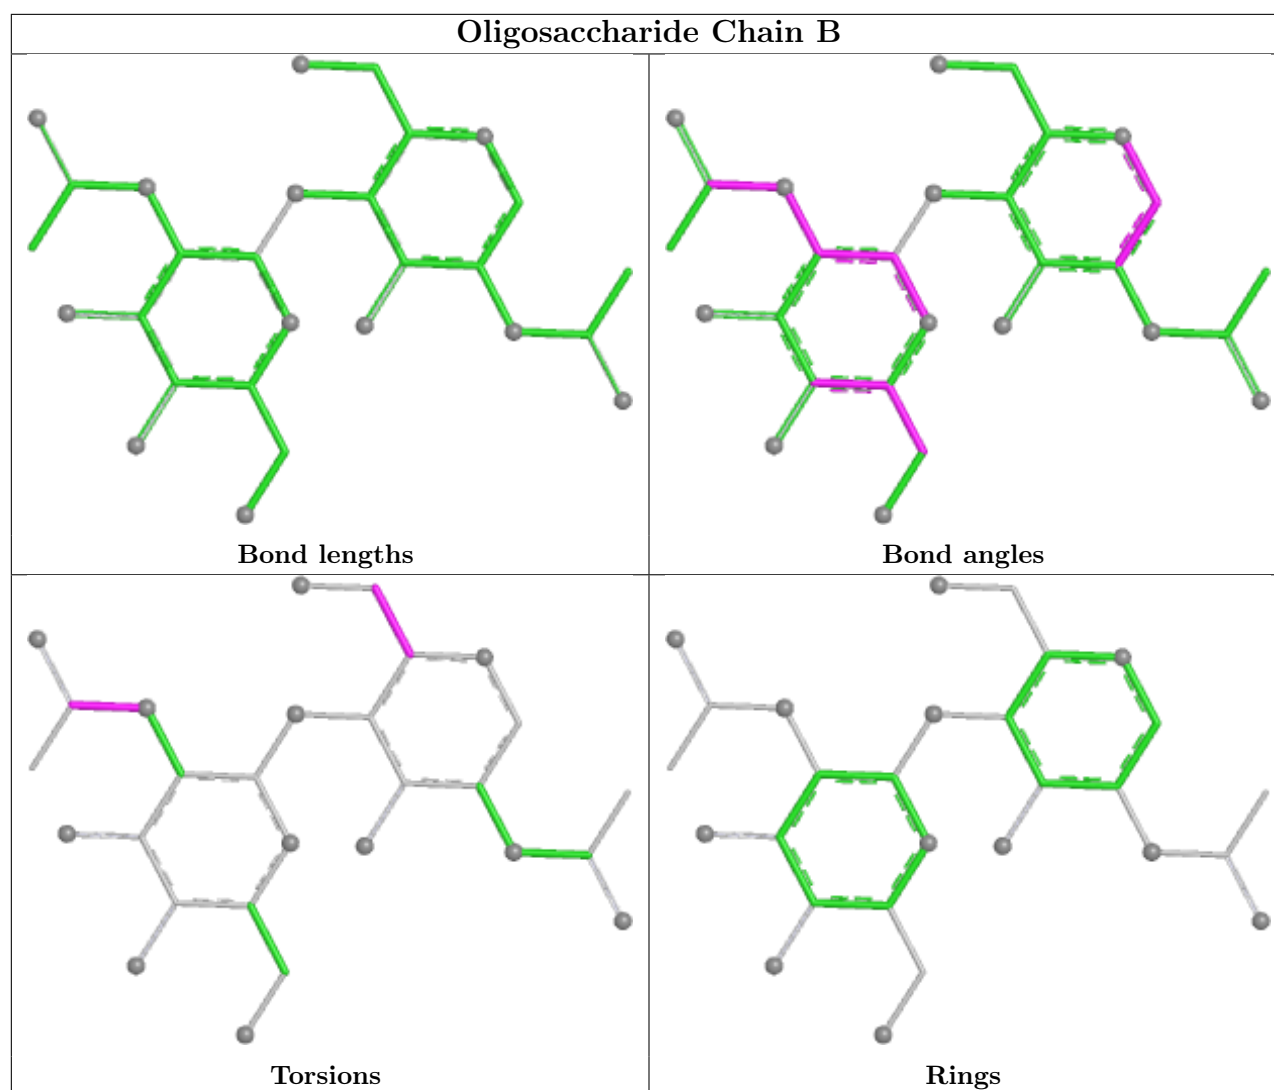 Oligosaccharide Chain B
Bond lengths
Bond angles
Torsions
Rings